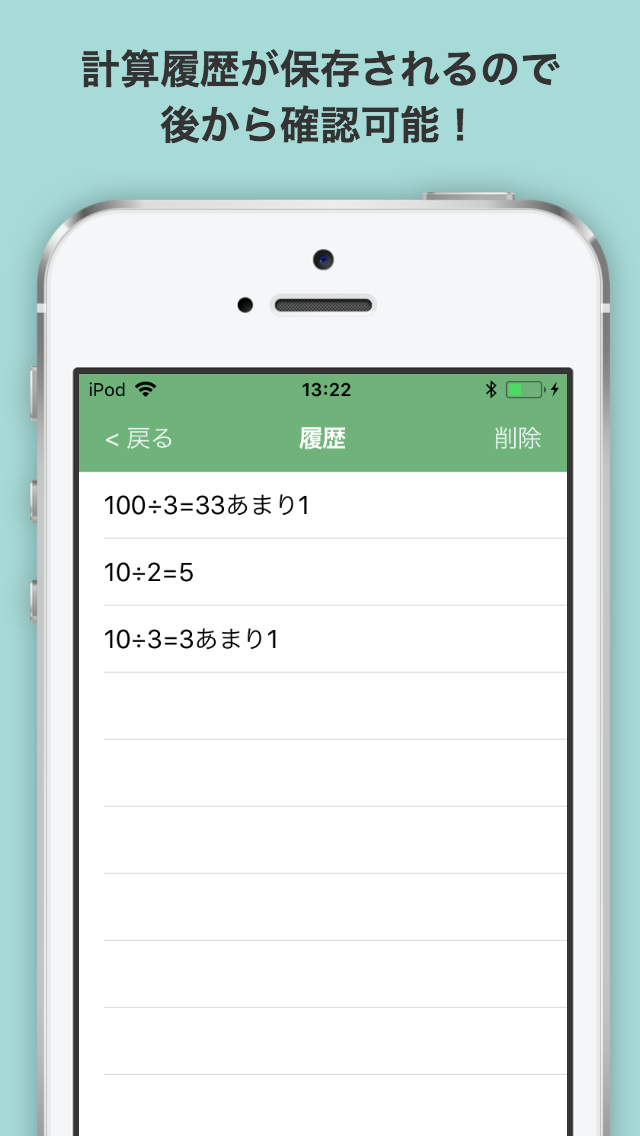 計算履歴が保存されるので
後から確認可能！
iPod 13:22
< 戻る 履歴 削除
100÷3=33あまり1
10÷2=5
10÷3=3あまり1